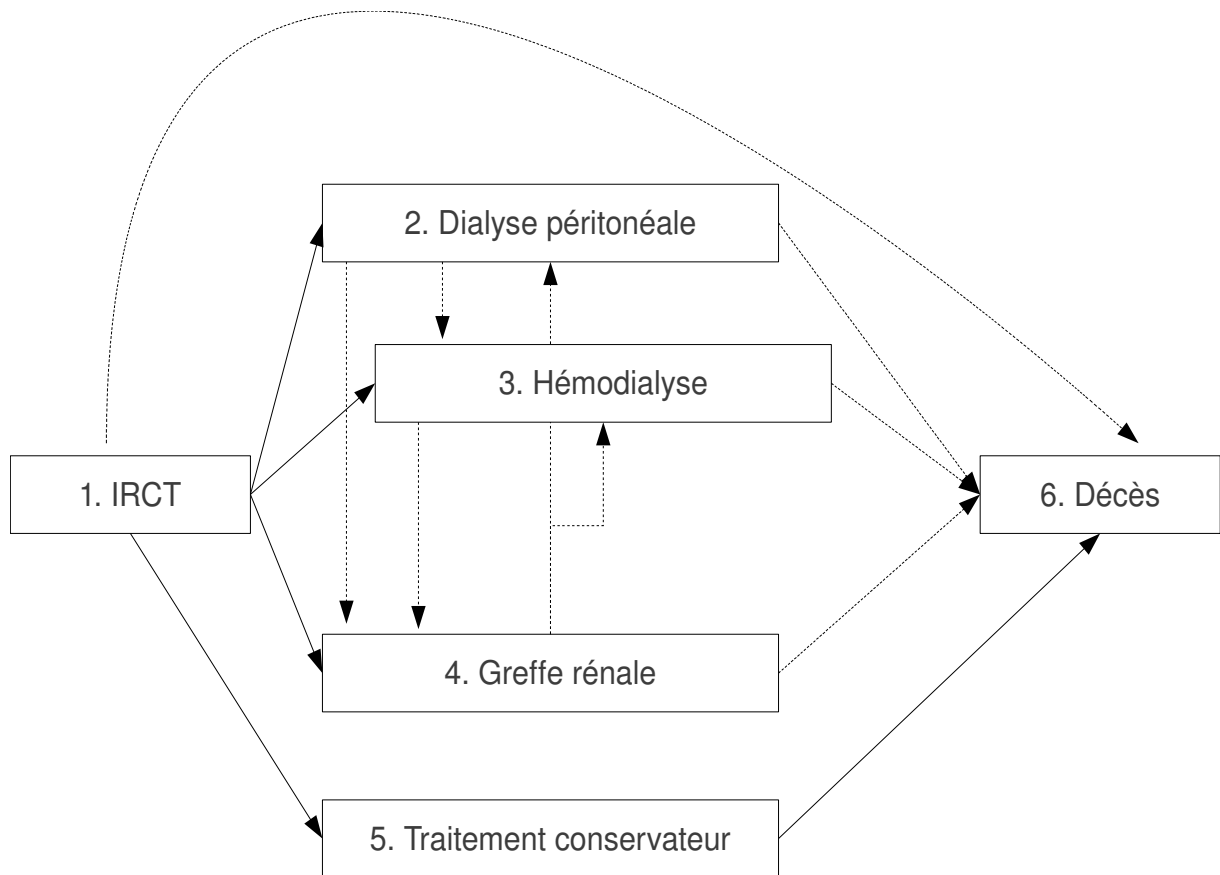 2. Dialyse péritonéale
3. Hémodialyse
1. IRCT
6. Décès
4. Greffe rénale
5. Traitement conservateur